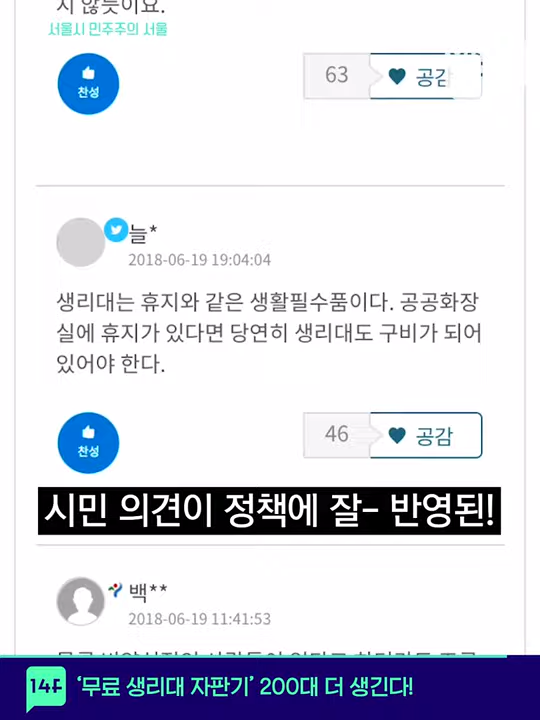 지 않듯이요.
서울시 민주주의 서울
찬성
63
공감
늘*
2018-06-19 19:04:04
생리대는 휴지와 같은 생활필수품이다. 공공화장
실에 휴지가 있다면 당연히 생리대도 구비가 되어
있어야 한다.
찬성
46
공감
시민 의견이 정책에 잘- 반영된!
백**
2018-06-19 11:41:53
14F
'무료 생리대 자판기' 200대 더 생긴다!